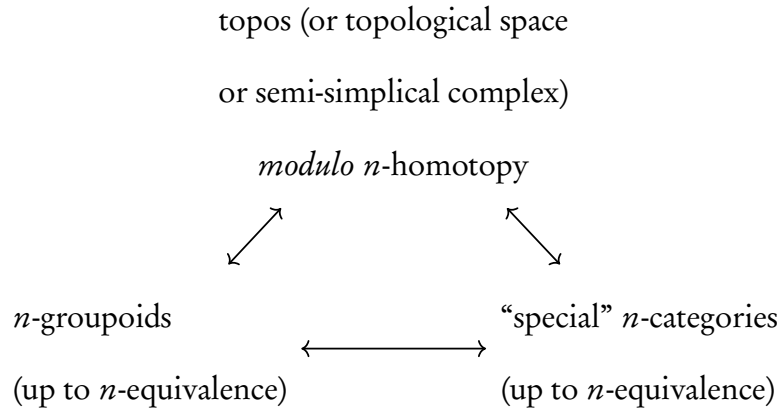 topos (or topological space
or semi-simplical complex)
modulo n-homotopy
n-groupoids
(up to n-equivalence)
“special” n-categories
(up to n-equivalence)